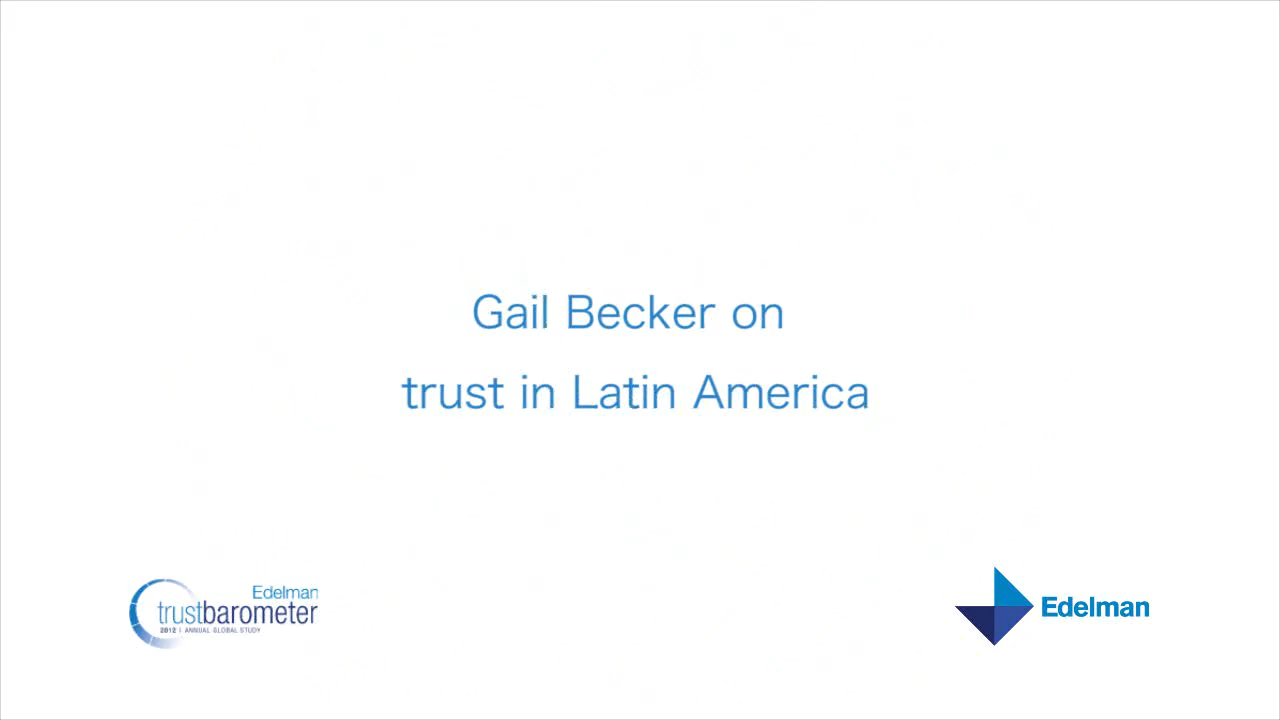 Gail Becker on
trust in Latin America
Edelman
trustbarometer
2012 | ANNUAL GLOBAL STUDY
Edelman